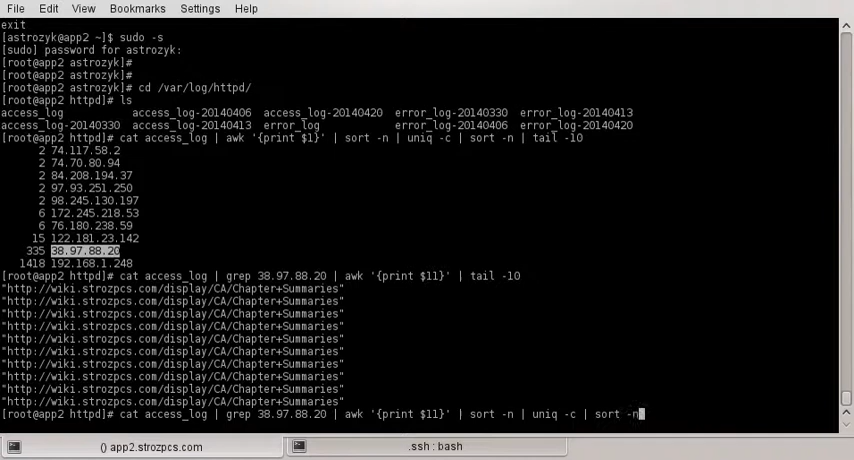 File Edit View Bookmarks Settings Help
exit
[astrozyk@app2 ~]$ sudo -s
[sudo] password for astrozyk:
[root@app2 astrozyk]#
[root@app2 astrozyk]#
[root@app2 astrozyk]# cd /var/log/httpd/
[root@app2 httpd]# ls
access_log access_log-20140406 access_log-20140420 error_log-20140330 error_log-20140413
access_log-20140330 access_log-20140413 error_log error_log-20140406 error_log-20140420
[root@app2 httpd]# cat access_log | awk '{print $1}' | sort -n | uniq -c | sort -n | tail -10
2 74.117.58.2
2 74.70.80.94
2 84.208.194.37
2 97.93.251.250
2 98.245.130.197
6 172.245.218.53
6 76.180.238.59
15 122.181.23.142
335 38.97.88.20
1418 192.168.1.248
[root@app2 httpd]# cat access_log | grep 38.97.88.20 | awk '{print $11}' | tail -10
"http://wiki.strozpcs.com/display/CA/Chapter+Summaries"
"http://wiki.strozpcs.com/display/CA/Chapter+Summaries"
"http://wiki.strozpcs.com/display/CA/Chapter+Summaries"
"http://wiki.strozpcs.com/display/CA/Chapter+Summaries"
"http://wiki.strozpcs.com/display/CA/Chapter+Summaries"
"http://wiki.strozpcs.com/display/CA/Chapter+Summaries"
"http://wiki.strozpcs.com/display/CA/Chapter+Summaries"
"http://wiki.strozpcs.com/display/CA/Chapter+Summaries"
"http://wiki.strozpcs.com/display/CA/Chapter+Summaries"
"http://wiki.strozpcs.com/display/CA/Chapter+Summaries"
[root@app2 httpd]# cat access_log | grep 38.97.88.20 | awk '{print $11}' | sort -n | uniq -c | sort -n
() app2.strozpcs.com .ssh : bash